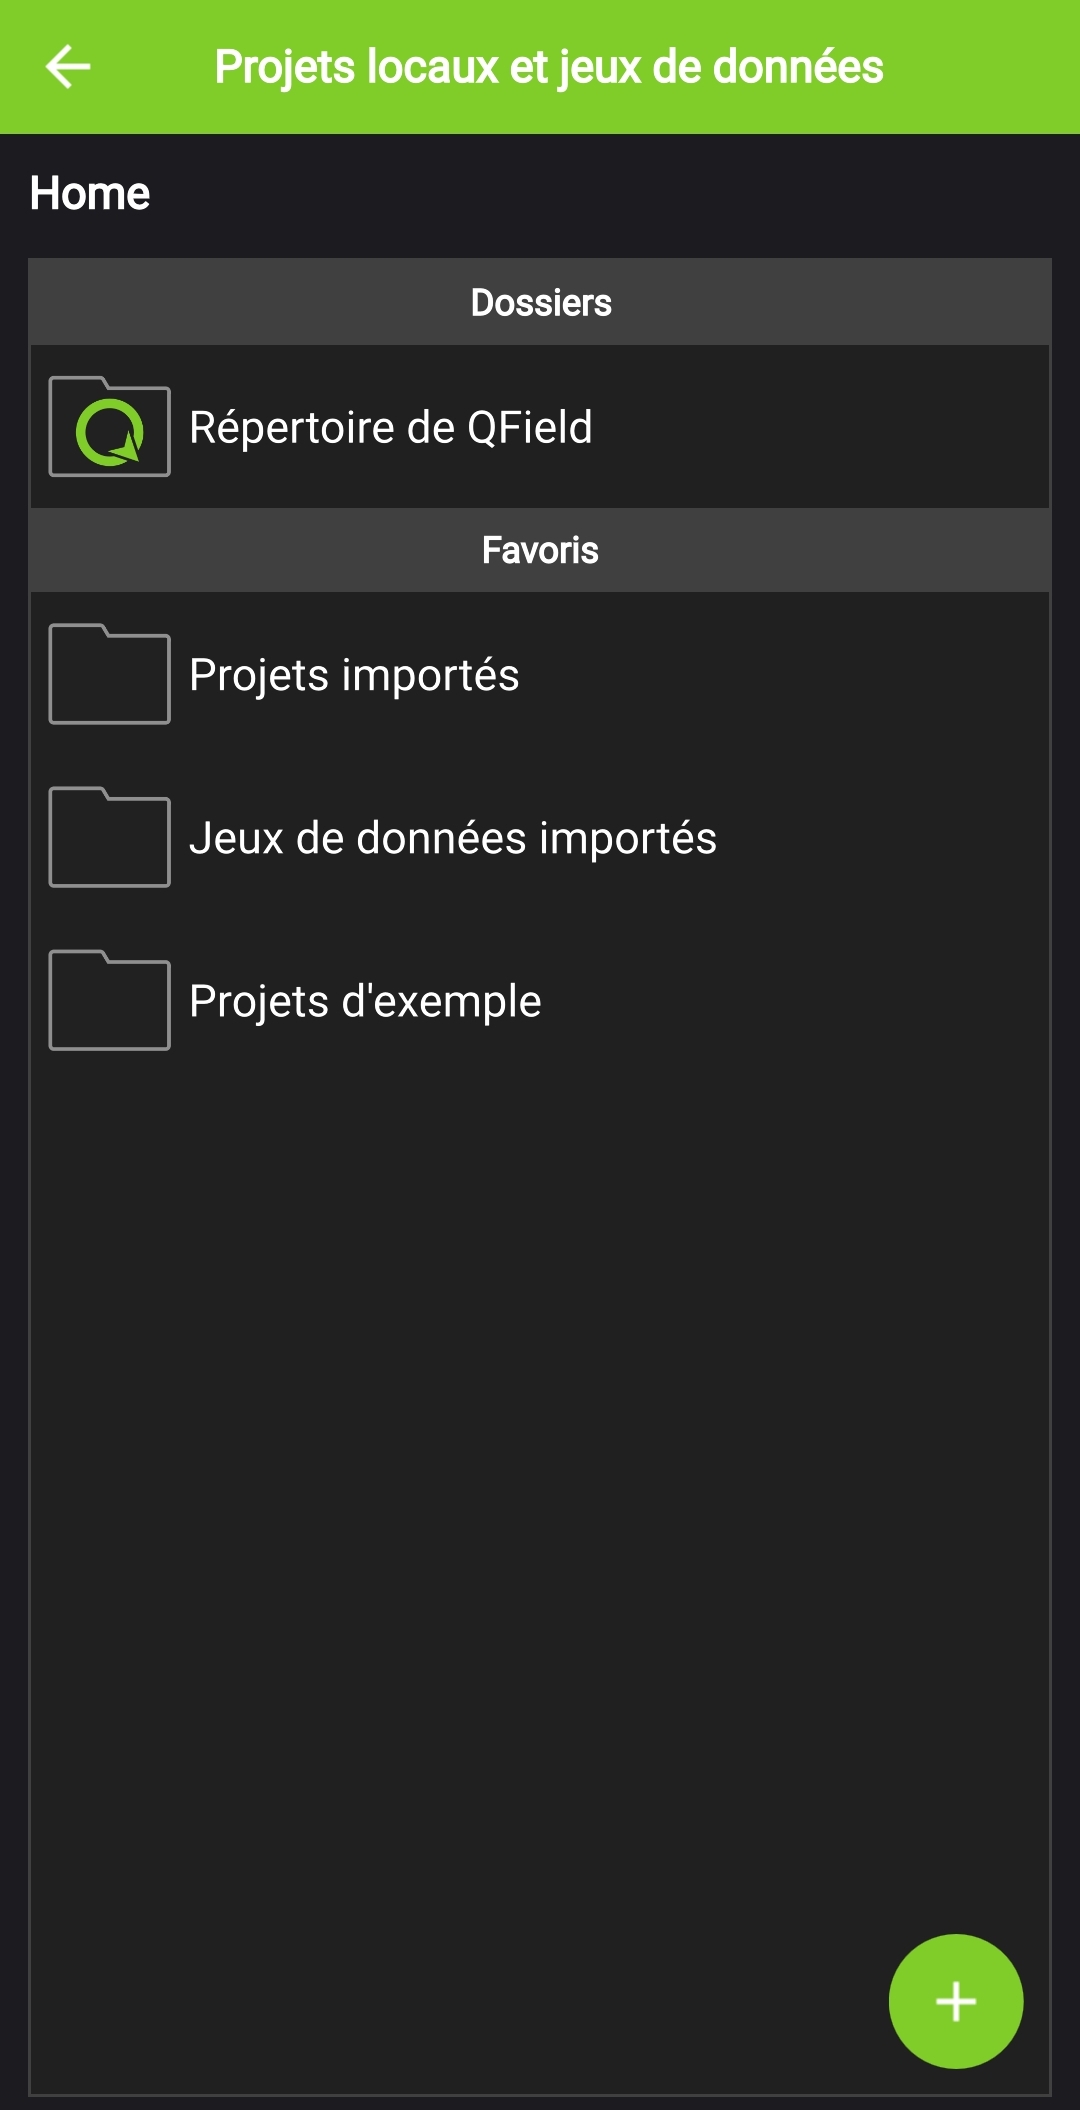 Projets locaux et jeux de données
Home
Dossiers
Répertoire de QField
Favoris
Projets importés
Jeux de données importés
Projets d'exemple